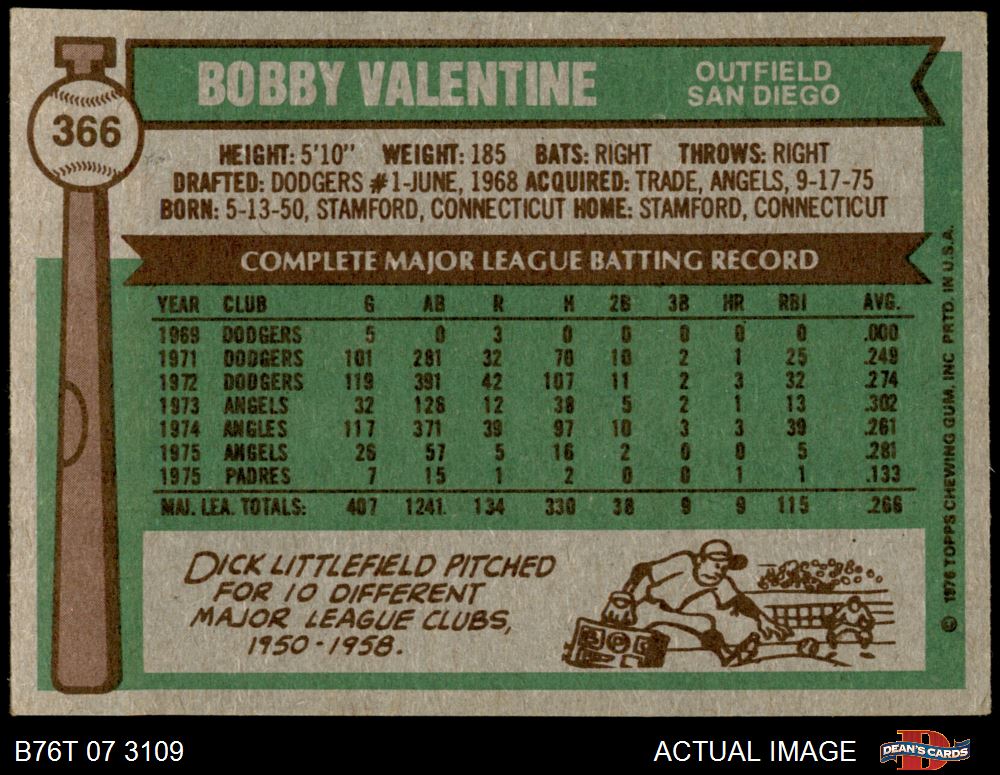 366
BOBBY VALENTINE
OUTFIELD
SAN DIEGO
HEIGHT: 5'10" WEIGHT: 185 BATS: RIGHT THROWS: RIGHT
DRAFTED: DODGERS #1-JUNE, 1968 ACQUIRED: TRADE, ANGELS, 9-17-75
BORN: 5-13-50, STAMFORD, CONNECTICUT HOME: STAMFORD, CONNECTICUT
COMPLETE MAJOR LEAGUE BATTING RECORD
YEAR CLUB G AB R H 2B 3B HR RBI AVG.
1969 DODGERS 5 0 3 0 0 0 0 0 .000
1971 DODGERS 101 281 32 70 10 2 1 25 .249
1972 DODGERS 119 391 42 107 11 2 3 32 .274
1973 ANGELS 32 126 12 38 5 2 1 13 .302
1974 ANGLES 117 371 39 97 10 3 3 39 .261
1975 ANGELS 26 57 5 16 2 0 0 5 .281
1975 PADRES 7 15 1 2 0 0 1 1 .133
MAJ. LEA. TOTALS: 407 1241. 134 330 38 9 9 115 .266
DICK LITTLEFIELD PITCHED
FOR 10 DIFFERENT
MAJOR LEAGUE CLUBS,
1950-1958.
© 1976 TOPPS CHEWING GUM, INC PRTD. IN U.S.A.
B76T 07 3109
ACTUAL IMAGE
D
DEAN'S CARDS